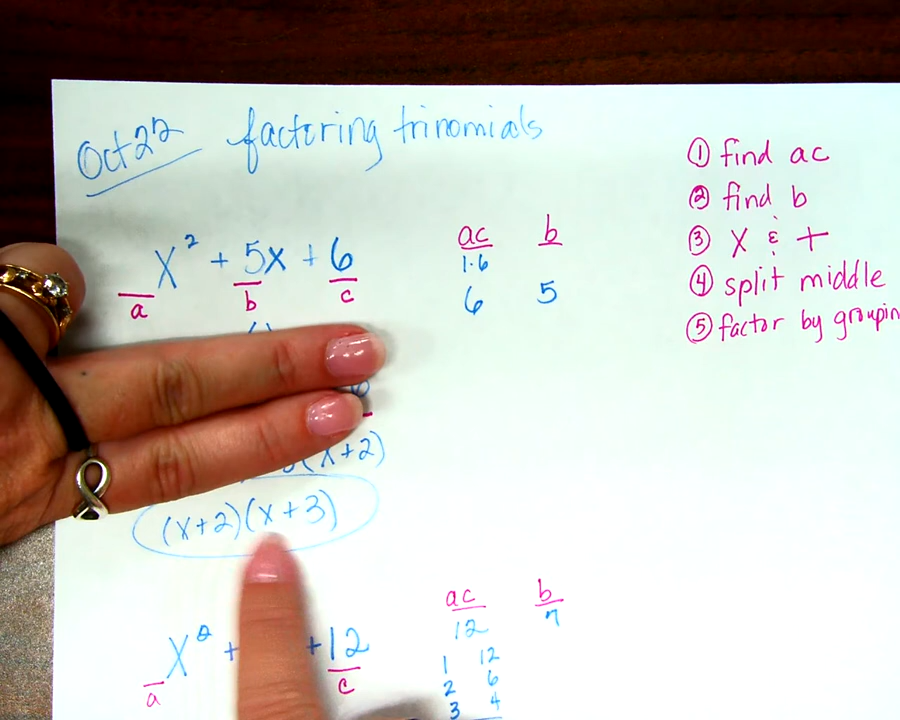 Oct 22 factoring trinomials
① find ac
② find b
③ X & +
④ split middle
⑤ factor by groupin
x² + 5x + 6
a b c
ac b
1·6
6 5
(x+2)
(x+2)(x+3)
x² + +12
a c
ac b
12 7
1 12
2 6
3 4